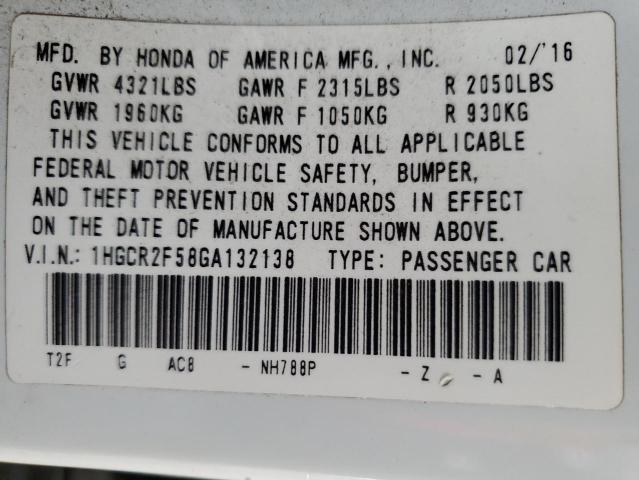 MFD. BY HONDA OF AMERICA MFG., INC. 02/'16
GVWR 4321LBS GAWR F 2315LBS R 2050LBS
GVWR 1960KG GAWR F 1050KG R 930KG
THIS VEHICLE CONFORMS TO ALL APPLICABLE
FEDERAL MOTOR VEHICLE SAFETY, BUMPER,
AND THEFT PREVENTION STANDARDS IN EFFECT
ON THE DATE OF MANUFACTURE SHOWN ABOVE.
V.I.N.: 1HGCR2F58GA132138 TYPE: PASSENGER CAR
T2F G AC8 - NH788P - Z - A